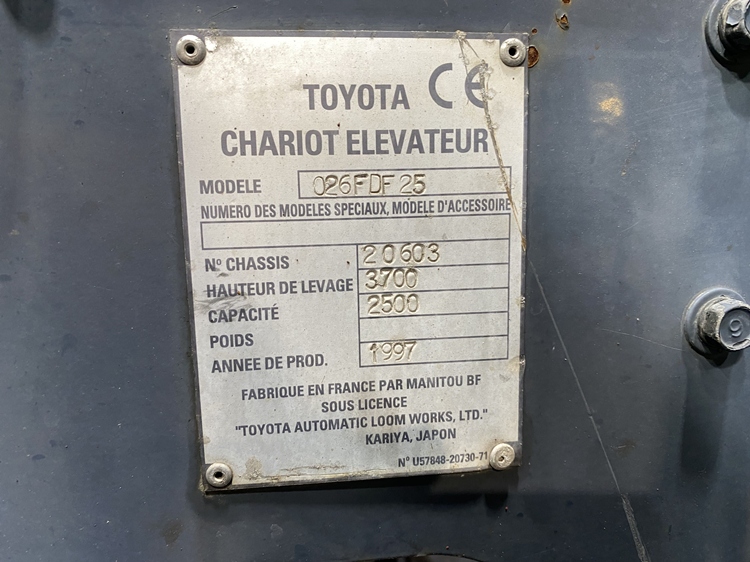 TOYOTA CE
CHARIOT ELEVATEUR
MODELE 026FDF25
NUMERO DES MODELES SPECIAUX, MODELE D'ACCESSOIRE
Nº CHASSIS 20603
HAUTEUR DE LEVAGE 3700
CAPACITÉ 2500
POIDS
ANNEE DE PROD. 1997
FABRIQUE EN FRANCE PAR MANITOU BF
SOUS LICENCE
"TOYOTA AUTOMATIC LOOM WORKS, LTD."
KARIYA, JAPON
Nº U57848-20730-71
9